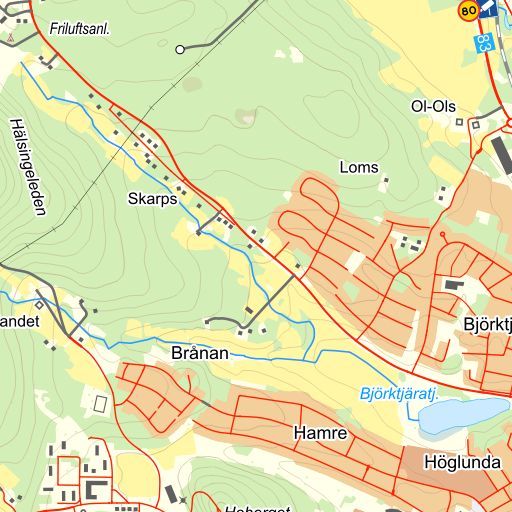 Friluftsanl.
80
83
Ol-Ols
Hälsingeleden
Loms
Skarps
andet
Björktj
Brånan
Björktjäratj.
Hamre
Höglunda